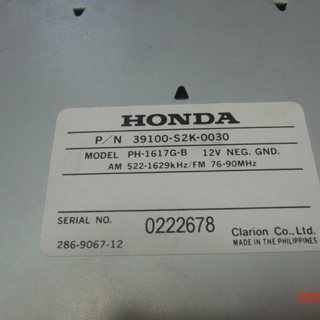 HONDA
P/N 39100-S2K-0030
MODEL PH-1617G-B 12V NEG. GND.
AM 522-1629kHz/FM 76-90MHz
SERIAL NO. 0222678
286-9067-12
Clarion Co., Ltd.
MADE IN THE PHILIPPINES